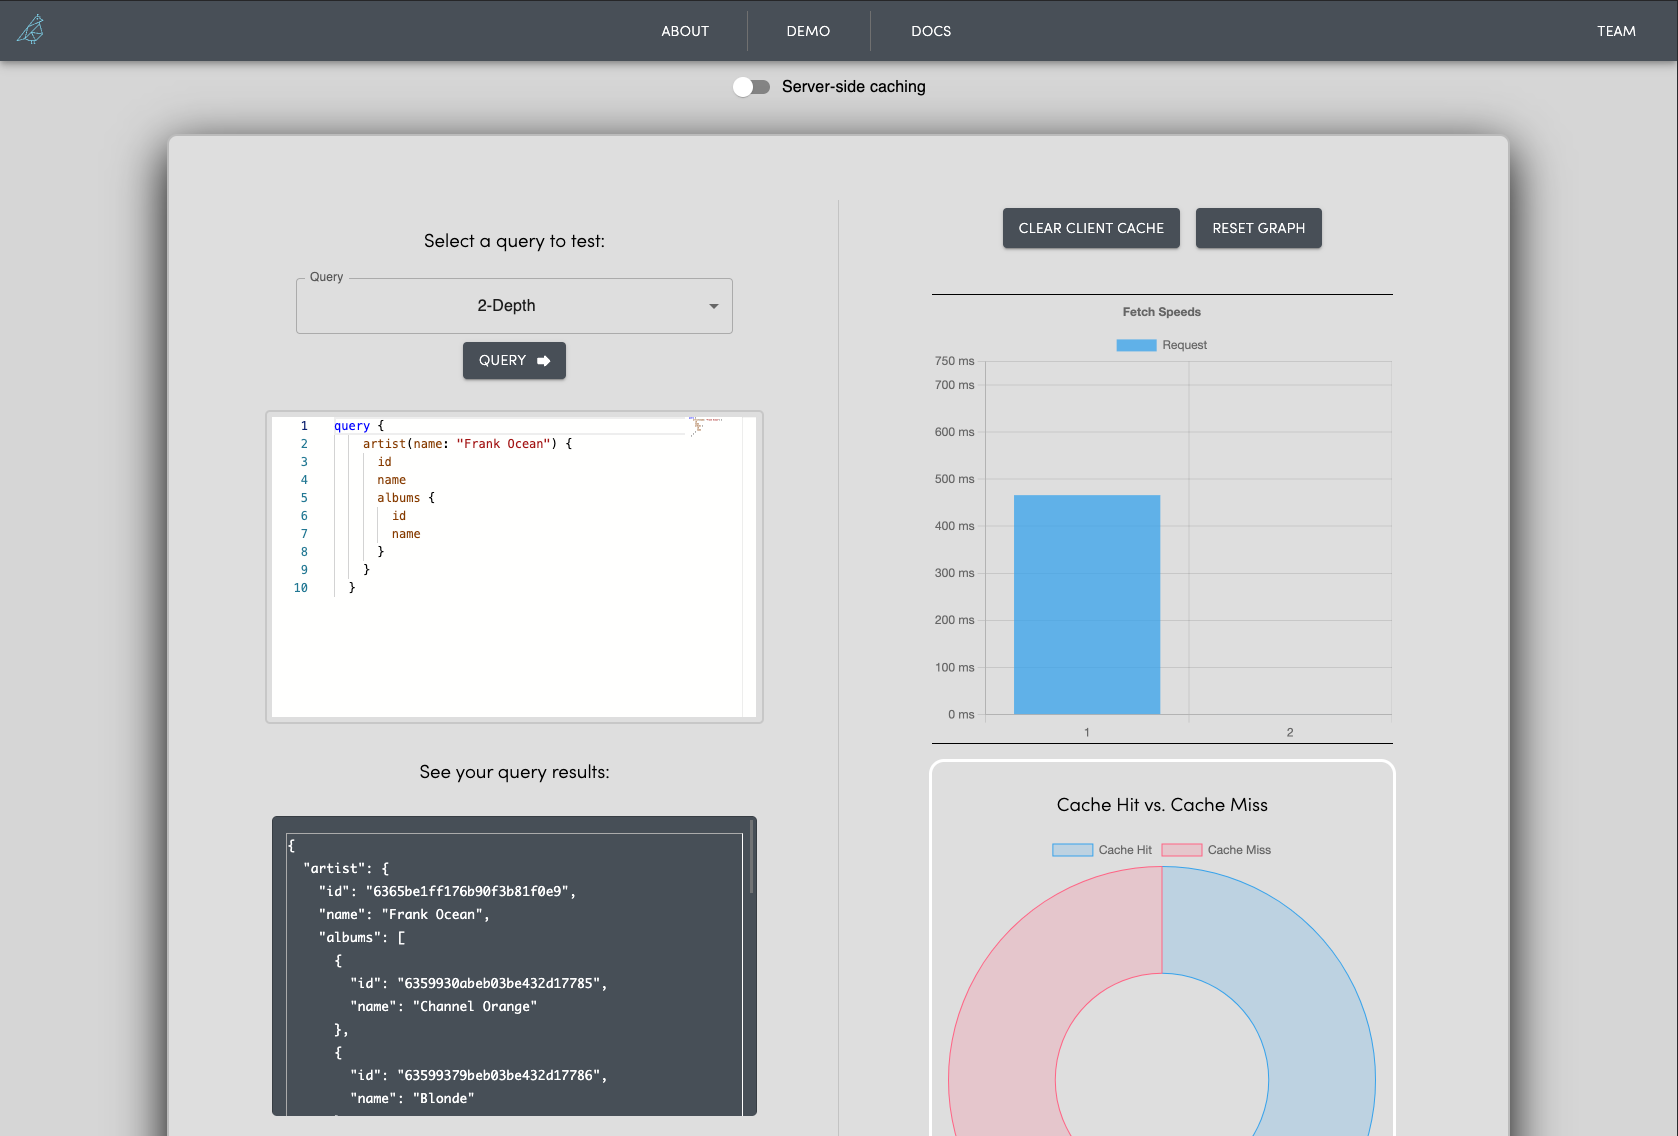 ABOUT
DEMO
DOCS
TEAM
Server-side caching
Select a query to test:
Query
2-Depth
QUERY
1 query {
2 artist(name: "Frank Ocean") {
3 id
4 name
5 albums {
6 id
7 name
8 }
9 }
10 }
See your query results:
{
"artist": {
"id": "6365be1ff176b90f3b81f0e9",
"name": "Frank Ocean",
"albums": [
{
"id": "6359930abeb03be432d17785",
"name": "Channel Orange"
},
{
"id": "63599379beb03be432d17786",
"name": "Blonde"
CLEAR CLIENT CACHE
RESET GRAPH
Fetch Speeds
Request
750 ms
700 ms
600 ms
500 ms
400 ms
300 ms
200 ms
100 ms
0 ms
1
2
Cache Hit vs. Cache Miss
Cache Hit
Cache Miss